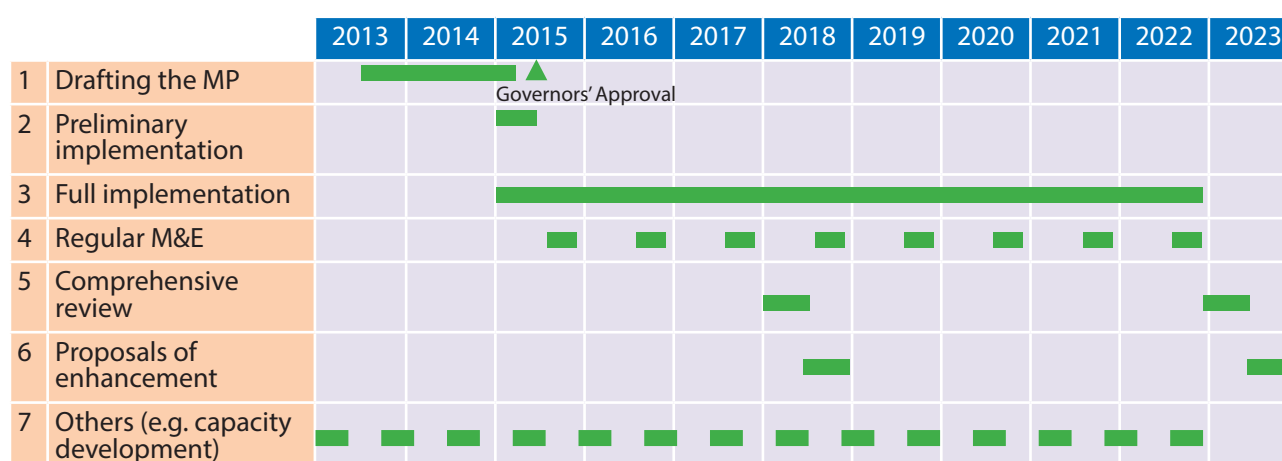 2013 2014 2015 2016 2017 2018 2019 2020 2021 2022 2023
1 Drafting the MP
Governors' Approval
2 Preliminary
implementation
3 Full implementation
4 Regular M&E
5 Comprehensive
review
6 Proposals of
enhancement
7 Others (e.g. capacity
development)